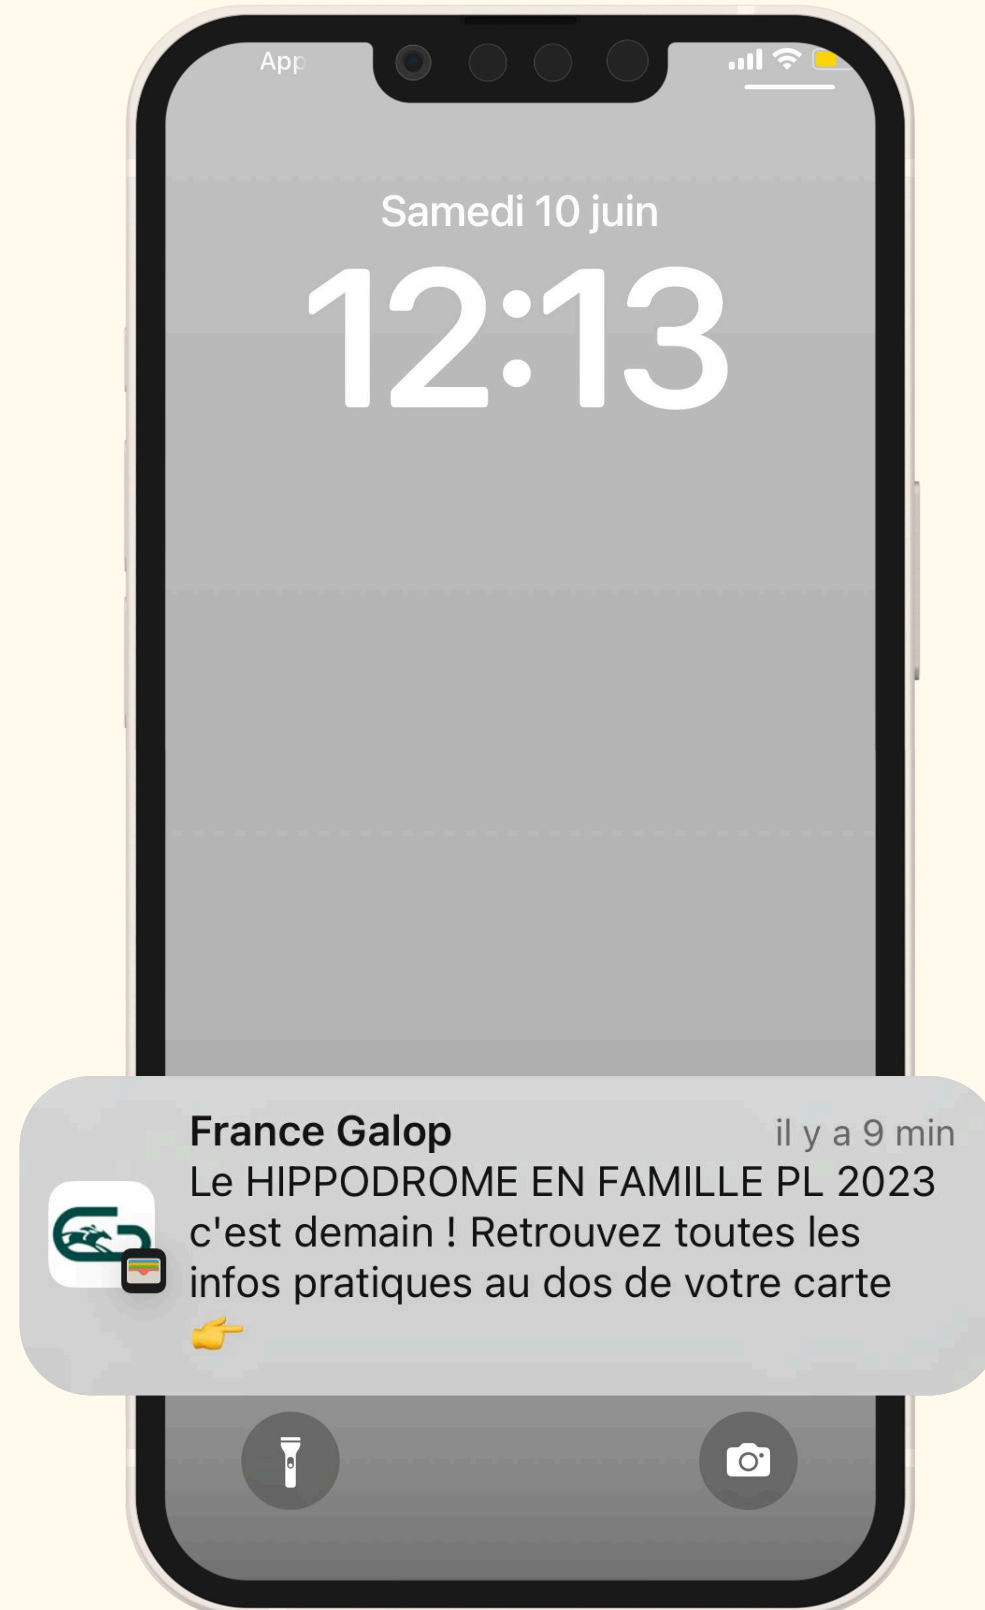 App
Samedi 10 juin
12:13
France Galop
il y a 9 min
Le HIPPODROME EN FAMILLE PL 2023
c'est demain ! Retrouvez toutes les
infos pratiques au dos de votre carte
👉